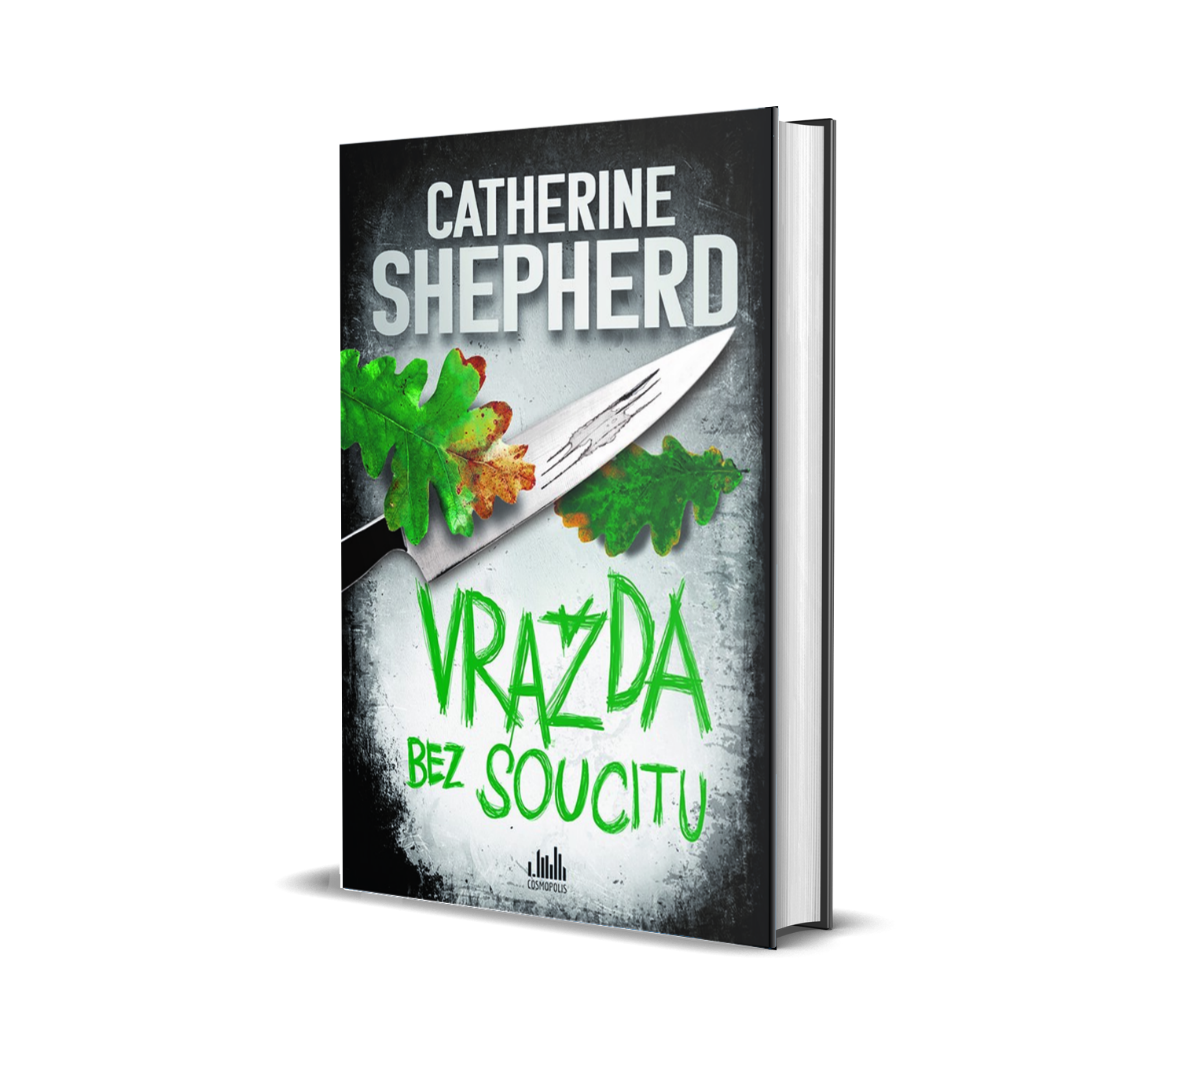 CATHERINE
SHEPHERD
VRAŽDA
BEZ SOUCITU
COSMOPOLIS